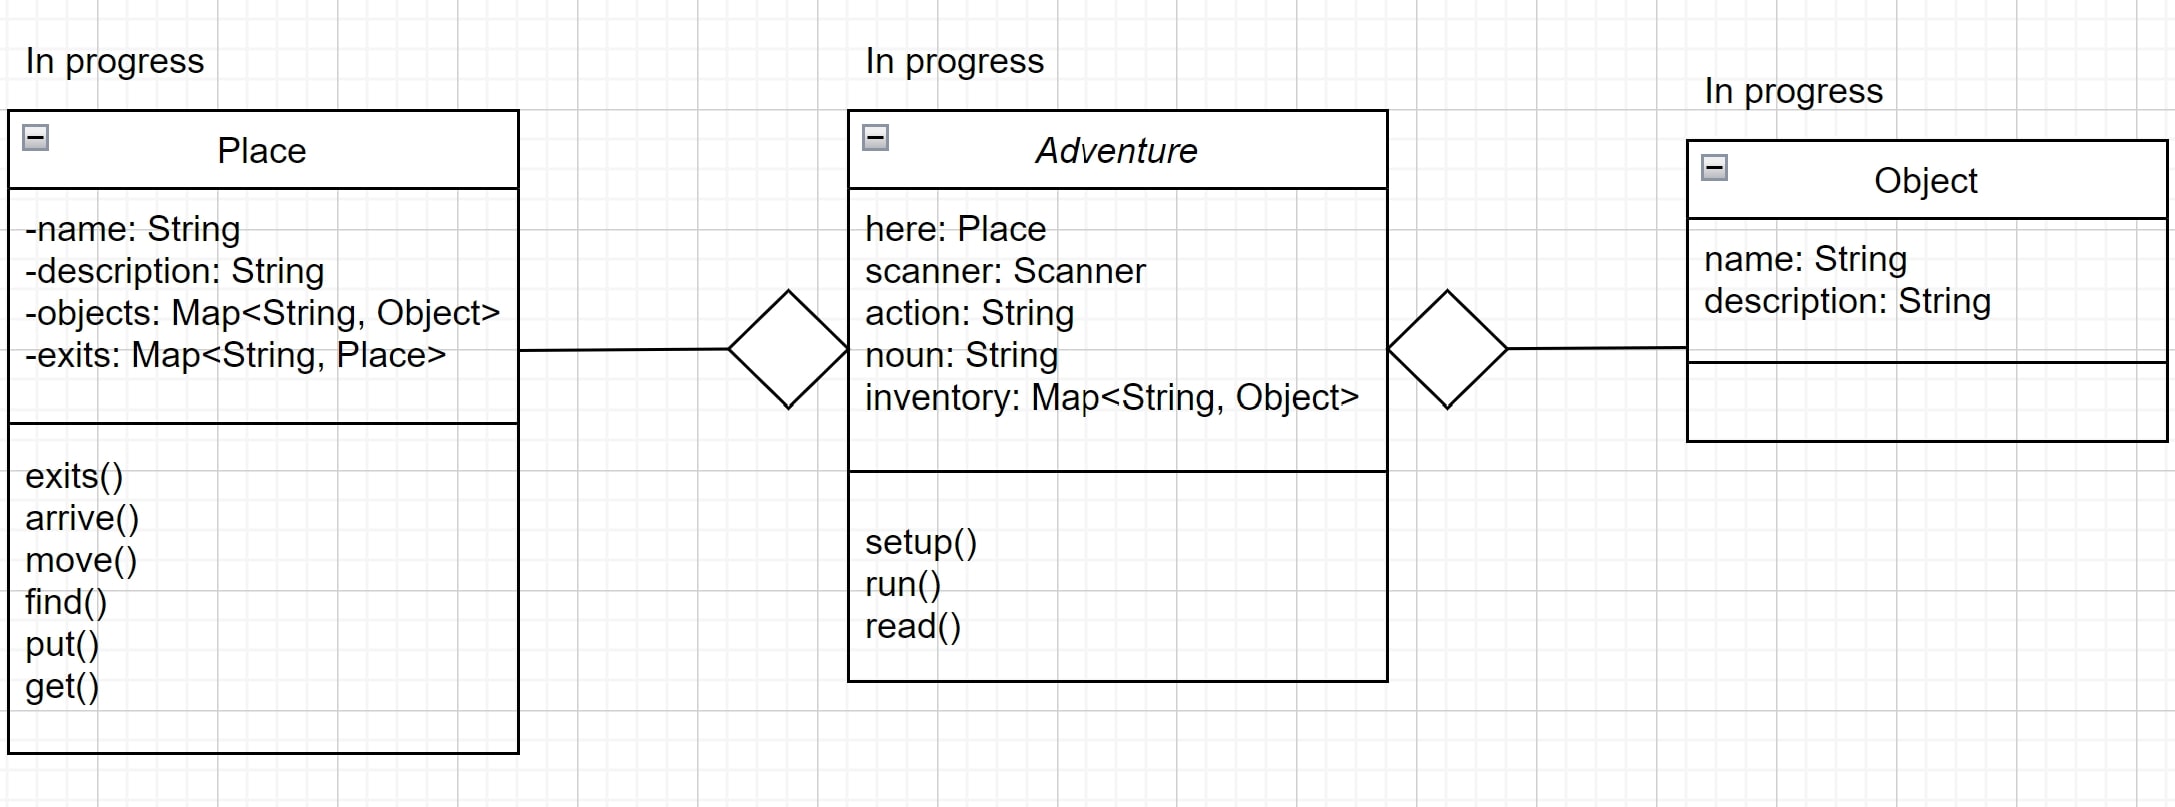 In progress
Place
-name: String
-description: String
-objects: Map<String, Object>
-exits: Map<String, Place>
exits()
arrive()
move()
find()
put()
get()
In progress
Adventure
here: Place
scanner: Scanner
action: String
noun: String
inventory: Map<String, Object>
setup()
run()
read()
In progress
Object
name: String
description: String